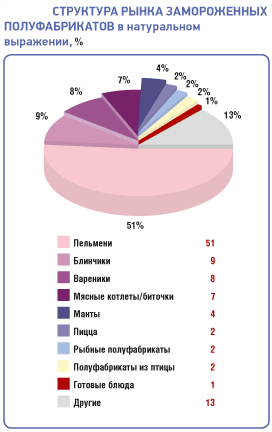 СТРУКТУРА РЫНКА ЗАМОРОЖЕННЫХ
ПОЛУФАБРИКАТОВ в натуральном
выражении, %
4%
2%
7%
2%
8%
2%
1%
9%
13%
51%
Пельмени 51
Блинчики 9
Вареники 8
Мясные котлеты/биточки 7
Манты 4
Пицца 2
Рыбные полуфабрикаты 2
Полуфабрикаты из птицы 2
Готовые блюда 1
Другие 13